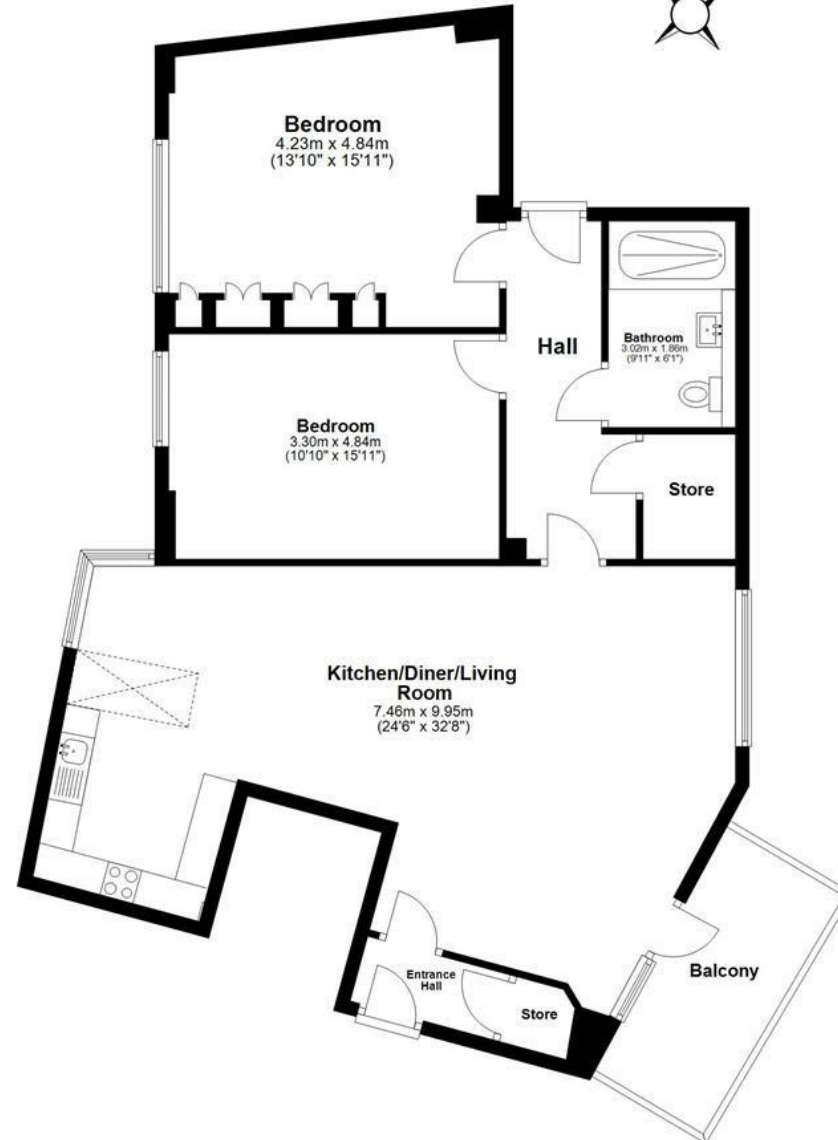 Bedroom
4.23m x 4.84m
(13'10" x 15'11")
Hall
Bathroom
3.02m x 1.86m
(9'11" x 6'1")
Bedroom
3.30m x 4.84m
(10'10" x 15'11")
Store
Kitchen/Diner/Living
Room
7.46m x 9.95m
(24'6" x 32'8")
Balcony
Entrance
Hall
Store